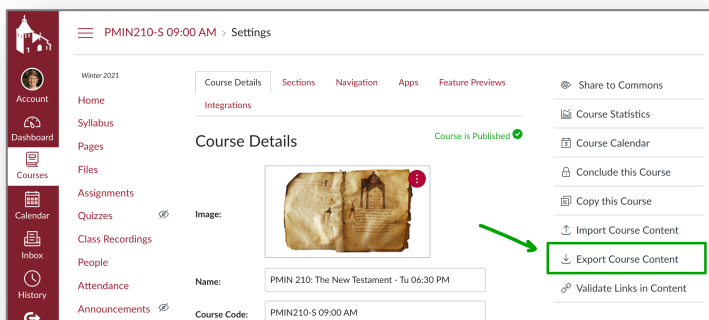 PMIN210-S 09:00 AM › Settings
Account
Dashboard
Courses
Calendar
Inbox
History
Winter 2021
Home
Syllabus
Pages
Files
Assignments
Quizzes
Class Recordings
People
Attendance
Announcements
Course Details
Sections
Navigation
Apps
Feature Previews
Integrations
Course Details
Course is Published
Image:
Name:
PMIN 210: The New Testament - Tu 06:30 PM
Course Code:
PMIN210-S 09:00 AM
Share to Commons
Course Statistics
Course Calendar
Conclude this Course
Copy this Course
Import Course Content
Export Course Content
Validate Links in Content